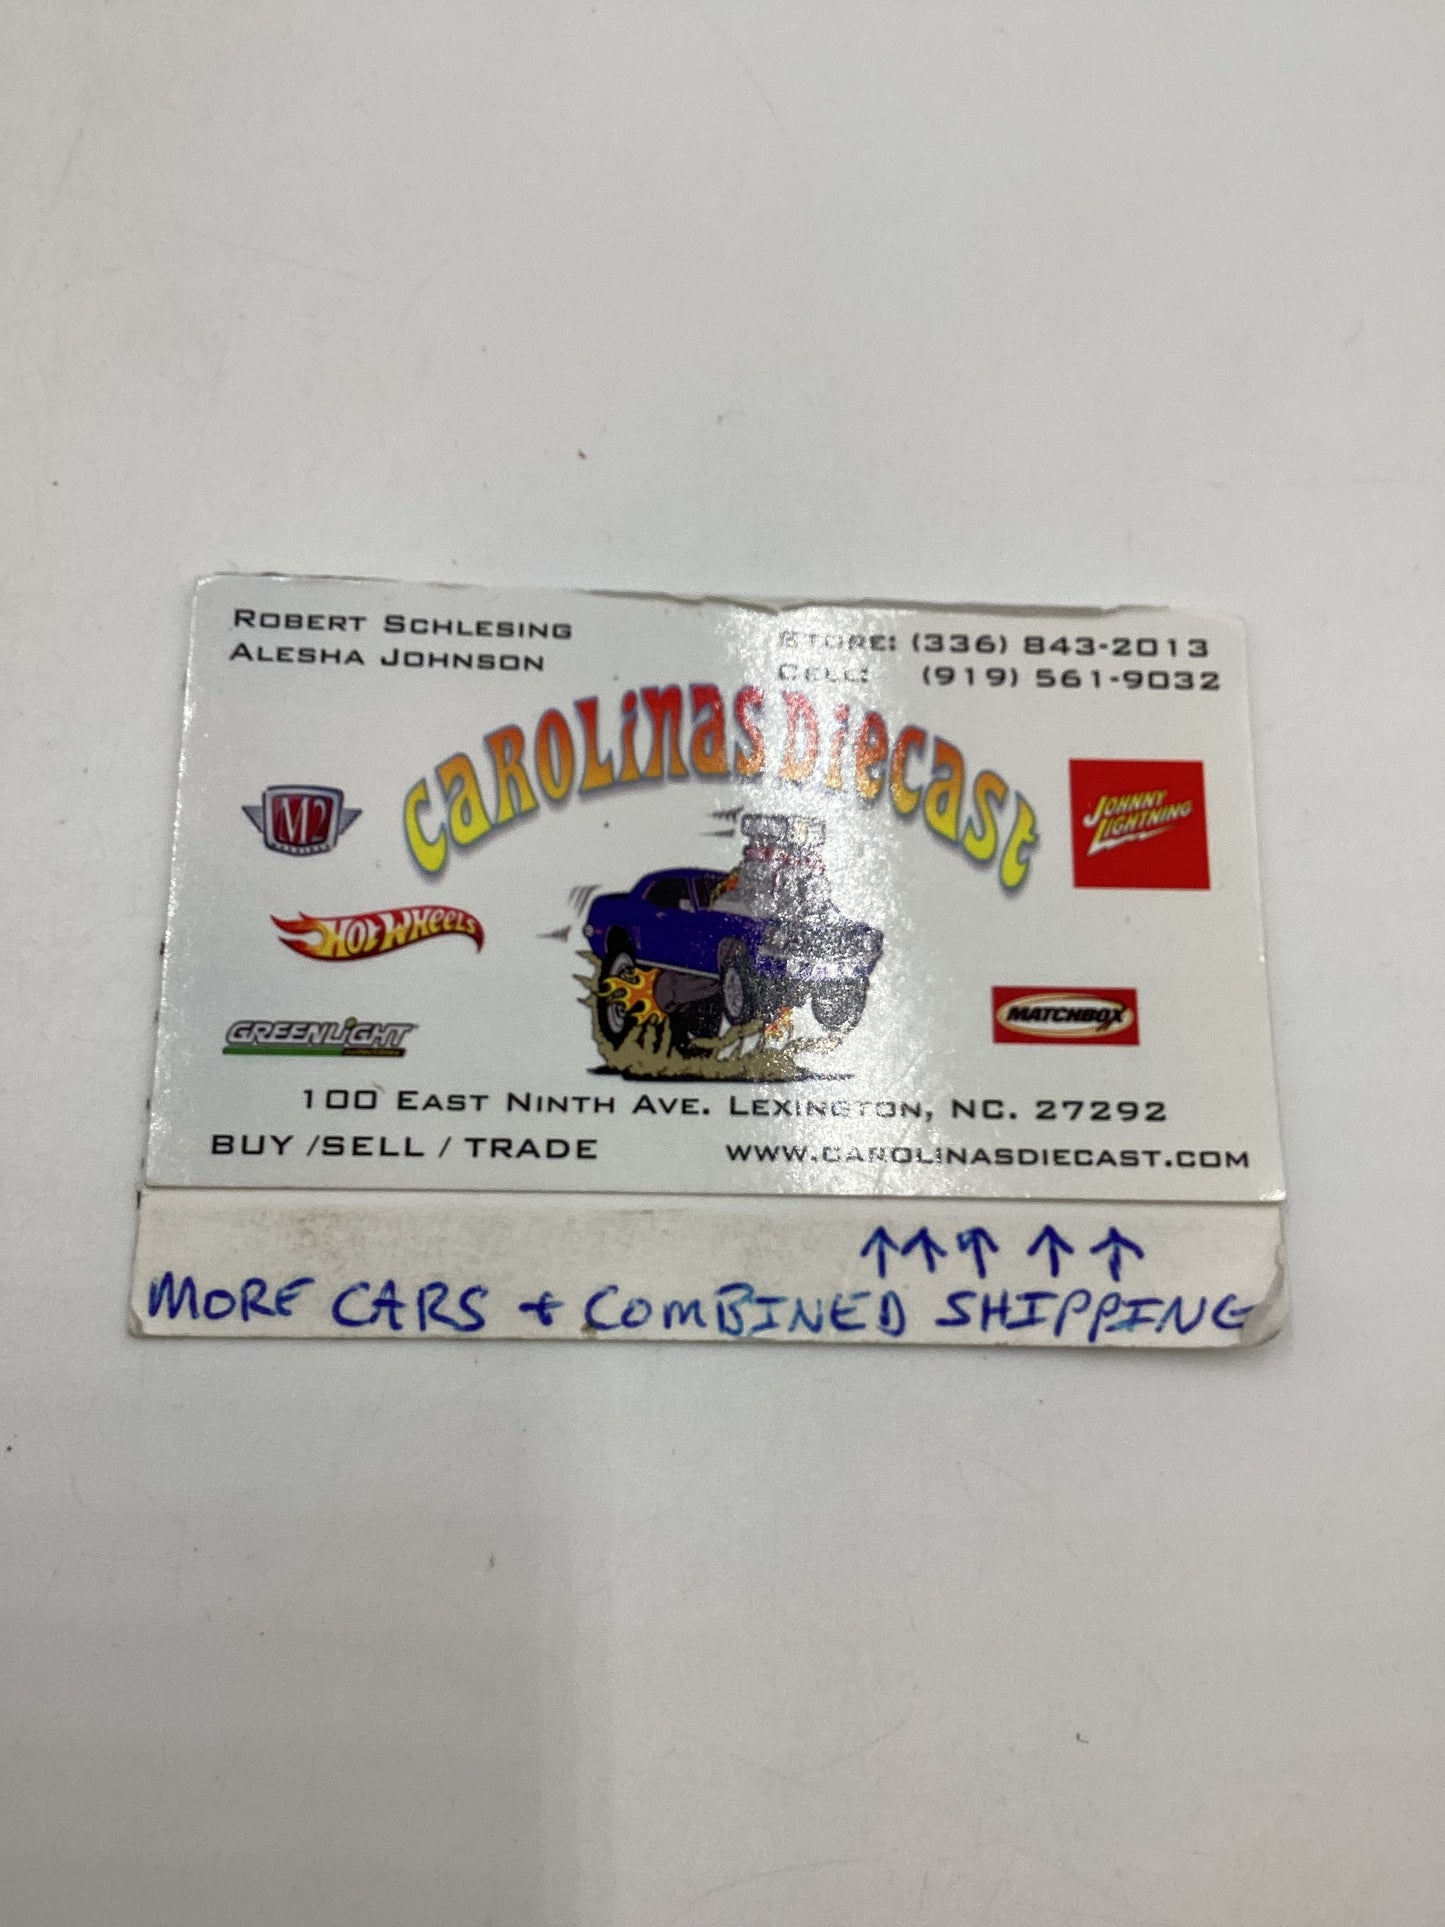 ROBERT SCHLESING
ALESHA JOHNSON
STORE: (336) 843-2013
CELL: (919) 561-9032
CAROLINAS DIECAST
M2
MACHINES
JOHNNY LIGHTNING
HOT WHEELS
GREENLIGHT
MATCHBOX
100 EAST NINTH AVE. LEXINGTON, NC. 27292
BUY /SELL / TRADE
WWW.CAROLINASDIECAST.COM
↑↑↑↑↑
MORE CARS + COMBINED SHIPPING